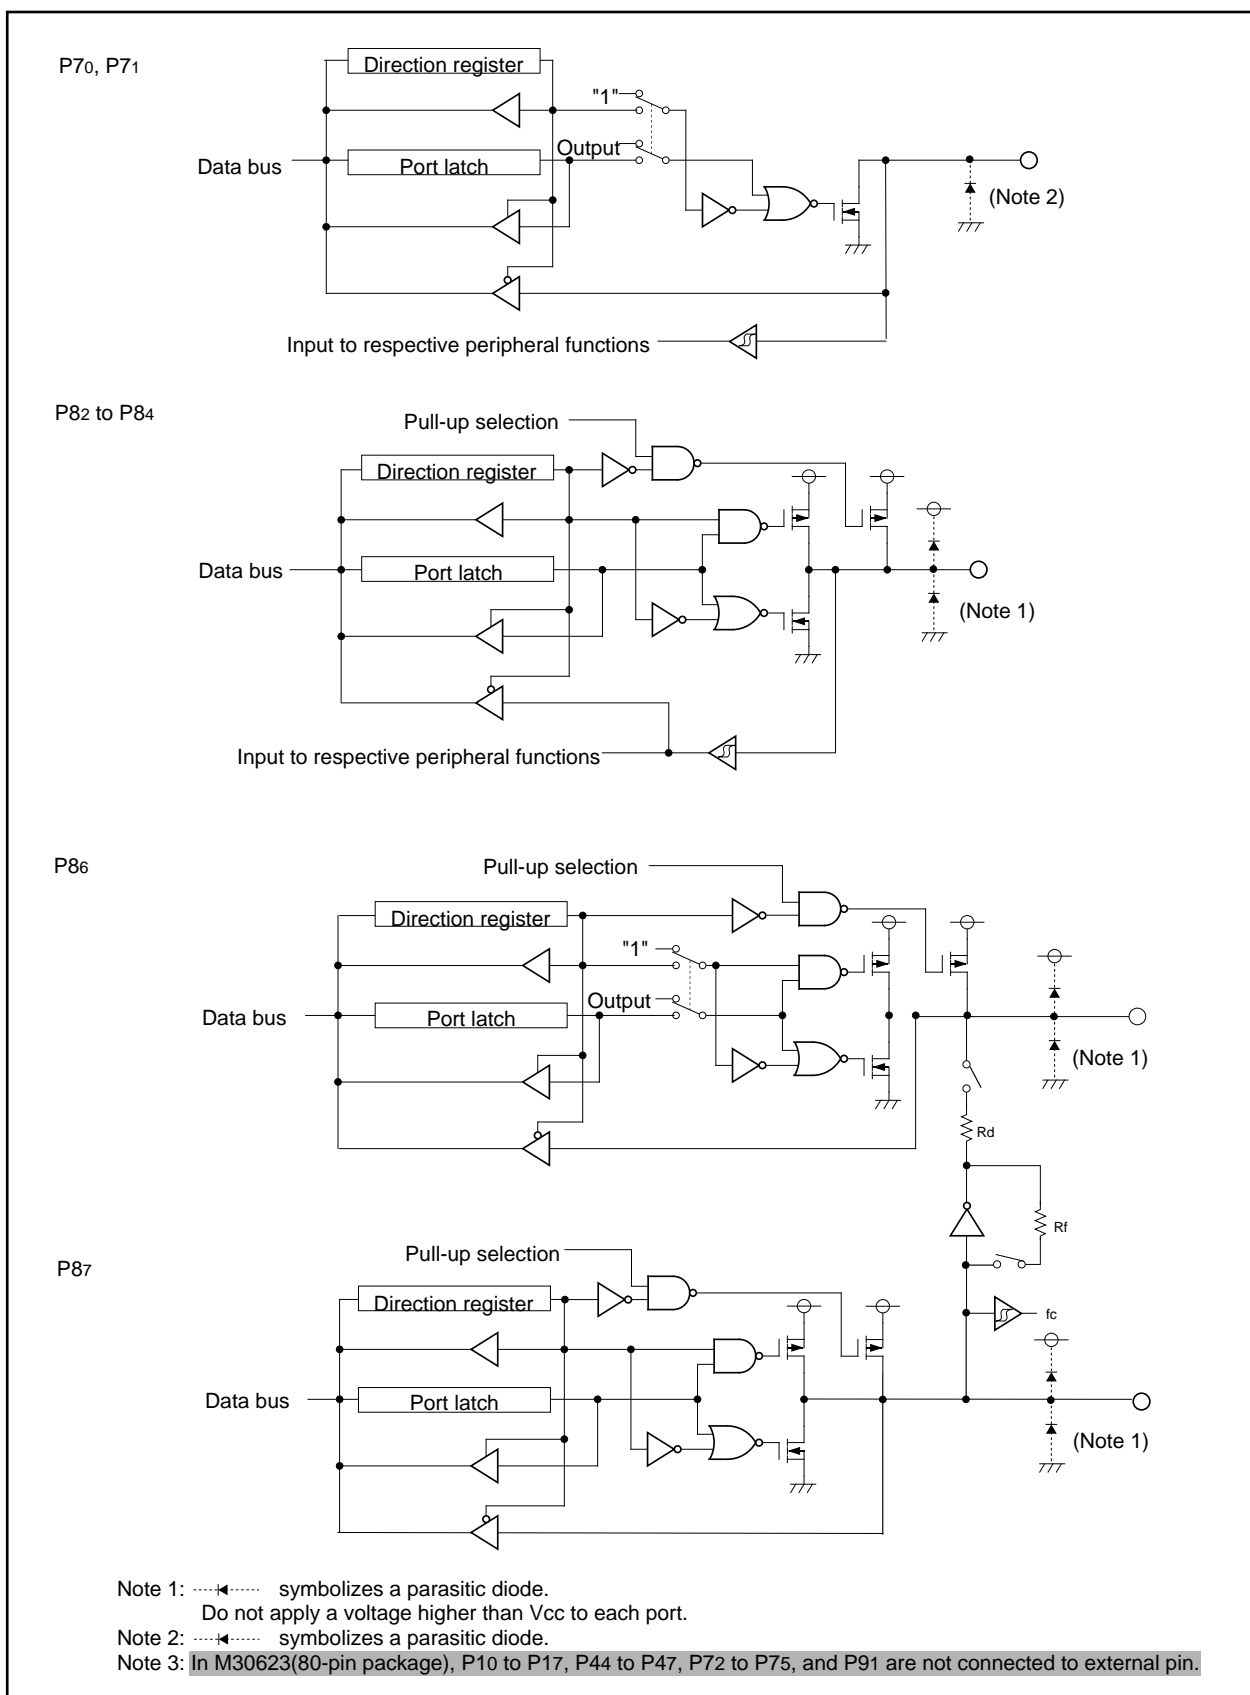 P70, P71
Direction register
"1"
Output
Data bus
Port latch
(Note 2)
Input to respective peripheral functions
P82 to P84
Pull-up selection
Direction register
Data bus
Port latch
(Note 1)
Input to respective peripheral functions
P86
Pull-up selection
Direction register
"1"
Output
Data bus
Port latch
(Note 1)
Rd
Rf
P87
Pull-up selection
Direction register
fc
Data bus
Port latch
(Note 1)
Note 1: symbolizes a parasitic diode.
Do not apply a voltage higher than Vcc to each port.
Note 2: symbolizes a parasitic diode.
Note 3: In M30623(80-pin package), P10 to P17, P44 to P47, P72 to P75, and P91 are not connected to external pin.